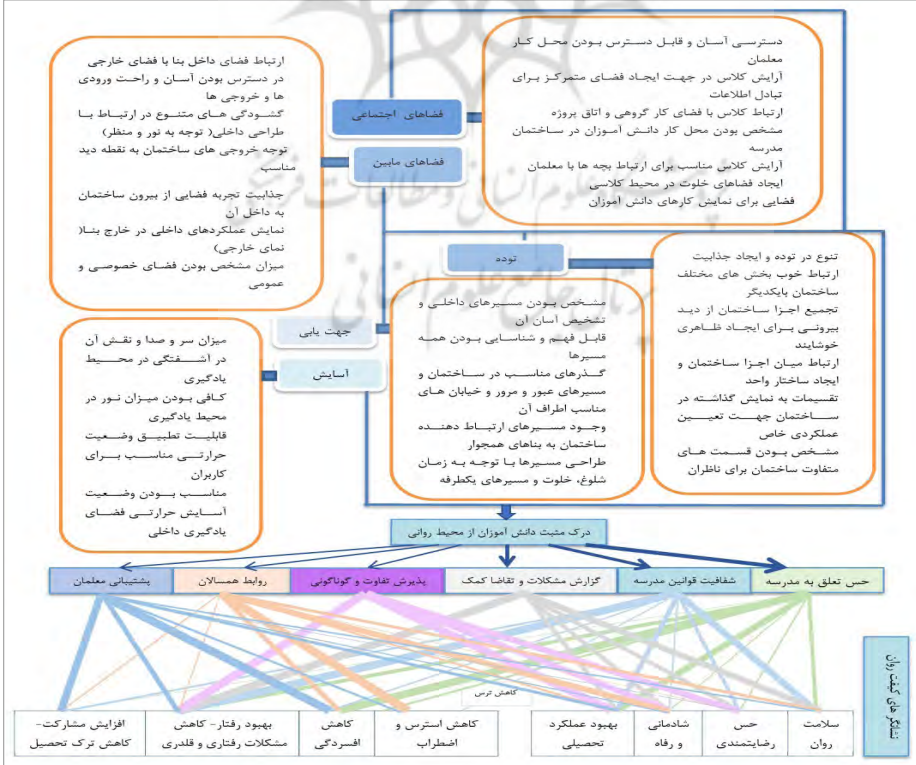 دسترسی آسان و قابل دسترس بودن محل کار
معلمان
آرایش کلاس در جهت ایجاد فضای متمرکز برای
تبادل اطلاعات
ارتباط کلاس با فضای کار گروهی و اتاق پروژه
مشخص بودن محل کار دانش آموزان در ساختمان
مدرسه
آرایش کلاس مناسب برای ارتباط بچه ها با معلمان
ایجاد فضاهای خلوت در محیط کلاسی
فضایی برای نمایش کارهای دانش آموزان
فضاهای اجتماعی
فضاهای مابین
ارتباط فضای داخل بنا با فضای خارجی
در دسترس بودن آسان و راحت ورودی
ها و خروجی ها
گشودگی های متنوع در ارتباط با
طراحی داخلی( توجه به نور و منظر)
توجه خروجی های ساختمان به نقطه دید
مناسب
جذابیت تجربه فضایی از بیرون ساختمان
به داخل آن
نمایش عملکردهای داخلی در خارج بنا(
نمای خارجی)
میزان مشخص بودن فضای خصوصی و
عمومی
توده
تنوع در توده و ایجاد جذابیت
ارتباط خوب بخش های مختلف
ساختمان بایکدیگر
تجمیع اجزا ساختمان از دید
بیرونی برای ایجاد ظاهری
خوشایند
ارتباط میان اجزا ساختمان و
ایجاد ساختار واحد
تقسیمات به نمایش گذاشته در
ساختمان جهت تعیین
عملکردی خاص
مشخص بودن قسمت های
متفاوت ساختمان برای ناظران
جهت یابی
مشخص بودن مسیرهای داخلی و
تشخیص آسان آن
قابل فهم و شناسایی بودن همه
مسیرها
گذرهای مناسب در ساختمان و
مسیرهای عبور و مرور و خیابان های
مناسب اطراف آن
وجود مسیرهای ارتباط دهنده
ساختمان به بناهای همجوار
طراحی مسیرها با توجه به زمان
شلوغ، خلوت و مسیرهای یکطرفه
آسایش
میزان سر و صدا و نقش آن
در آشفتگی در محیط
یادگیری
کافی بودن میزان نور در
محیط یادگیری
قابلیت تطبیق وضعیت
حرارتی مناسب برای
کاربران
مناسب بودن وضعیت
آسایش حرارتی فضای
یادگیری داخلی
درک مثبت دانش آموزان از محیط روانی
حس تعلق به مدرسه
شفافیت قوانین مدرسه
گزارش مشکلات و تقاضا کمک
پذیرش تفاوت و گوناگونی
روابط همسالان
پشتیبانی معلمان
نشانگر های کیفت روان
کاهش ترس
سلامت
روان
حس
رضایتمندی
شادمانی
و رفاه
بهبود عملکرد
تحصیلی
کاهش استرس و
اضطراب
کاهش
افسردگی
بهبود رفتار- کاهش
مشکلات رفتاری و قلدری
افزایش مشارکت-
کاهش ترک تحصیل
پژوهشگاه علوم انسانی و مطالعات فرهنگی
پرتال جامع علوم انسانی